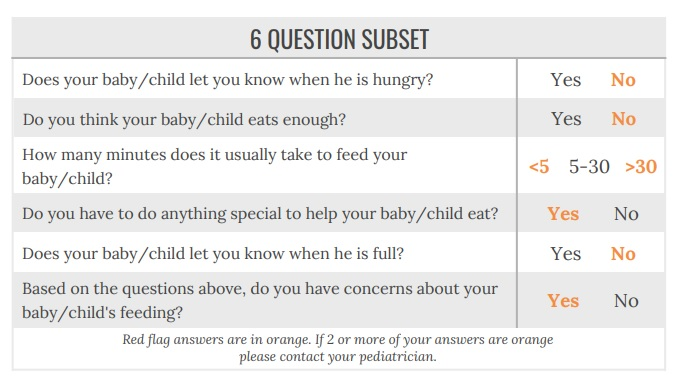 6 QUESTION SUBSET
Does your baby/child let you know when he is hungry? Yes No
Do you think your baby/child eats enough? Yes No
How many minutes does it usually take to feed your
baby/child? <5 5-30 >30
Do you have to do anything special to help your baby/child eat? Yes No
Does your baby/child let you know when he is full? Yes No
Based on the questions above, do you have concerns about your
baby/child's feeding? Yes No
Red flag answers are in orange. If 2 or more of your answers are orange
please contact your pediatrician.